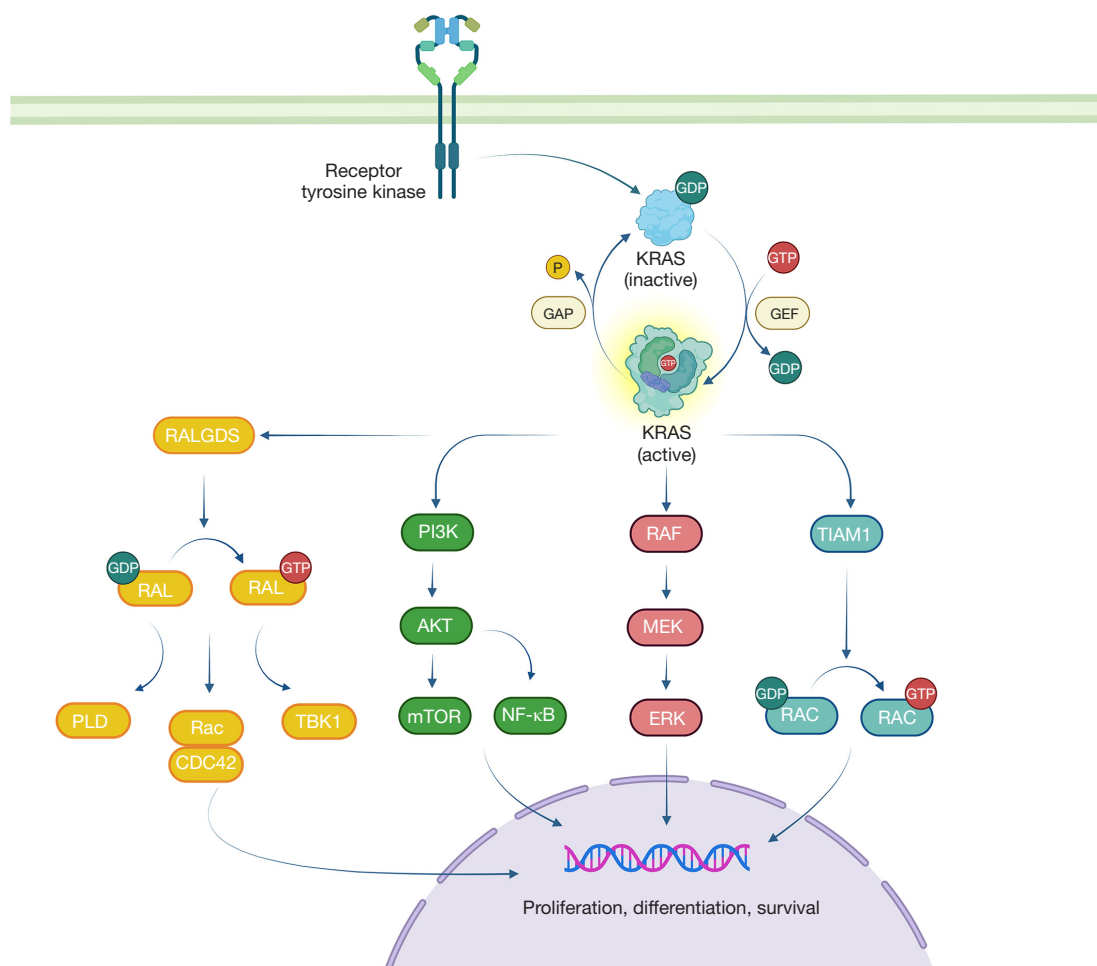 Receptor
tyrosine kinase
GDP
KRAS
(inactive)
P
GTP
GAP
GEF
GTP
GDP
KRAS
(active)
RALGDS
PI3K
RAF
TIAM1
GDP
RAL
GTP
RAL
AKT
MEK
PLD
Rac
CDC42
TBK1
mTOR
NF-κB
ERK
GDP
RAC
GTP
RAC
Proliferation, differentiation, survival